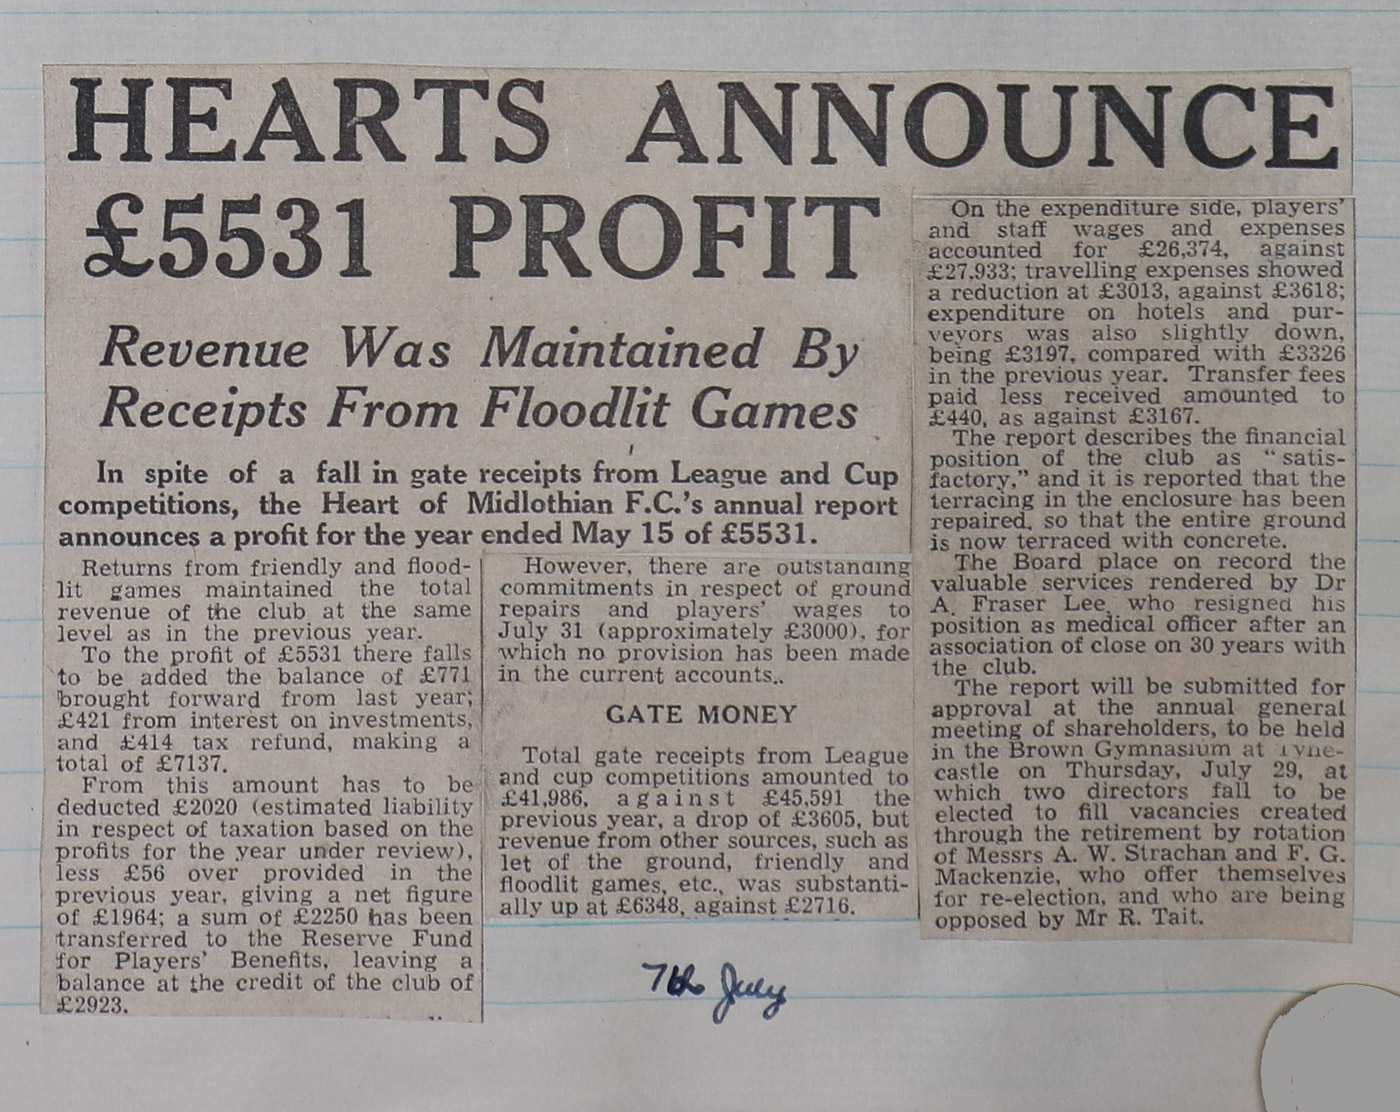 HEARTS ANNOUNCE
£5531 PROFIT
Revenue Was Maintained By
Receipts From Floodlit Games
In spite of a fall in gate receipts from League and Cup
competitions, the Heart of Midlothian F.C.'s annual report
announces a profit for the year ended May 15 of £5531.
Returns from friendly and flood-
lit games maintained the total
revenue of the club at the same
level as in the previous year.
To the profit of £5531 there falls
to be added the balance of £771
brought forward from last year;
£421 from interest on investments,
and £414 tax refund, making a
total of £7137.
From this amount has to be
deducted £2020 (estimated liability
in respect of taxation based on the
profits for the year under review),
less £56 over provided in the
previous year, giving a net figure
of £1964; a sum of £2250 has been
transferred to the Reserve Fund
for Players' Benefits, leaving a
balance at the credit of the club of
£2923.
However, there are outstanding
commitments in respect of ground
repairs and players' wages to
July 31 (approximately £3000), for
which no provision has been made
in the current accounts..
GATE MONEY
Total gate receipts from League
and cup competitions amounted to
£41,986, against £45,591 the
previous year, a drop of £3605, but
revenue from other sources, such as
let of the ground, friendly and
floodlit games, etc., was substanti-
ally up at £6348, against £2716.
On the expenditure side, players'
and staff wages and expenses
accounted for £26,374, against
£27,933; travelling expenses showed
a reduction at £3013, against £3618;
expenditure on hotels and pur-
veyors was also slightly down,
being £3197, compared with £3326
in the previous year. Transfer fees
paid less received amounted to
£440, as against £3167.
The report describes the financial
position of the club as "satis-
factory," and it is reported that the
terracing in the enclosure has been
repaired, so that the entire ground
is now terraced with concrete.
The Board place on record the
valuable services rendered by Dr
A. Fraser Lee, who resigned his
position as medical officer after an
association of close on 30 years with
the club.
The report will be submitted for
approval at the annual general
meeting of shareholders, to be held
in the Brown Gymnasium at Tyne-
castle on Thursday, July 29, at
which two directors fall to be
elected to fill vacancies created
through the retirement by rotation
of Messrs A. W. Strachan and F. G.
Mackenzie, who offer themselves
for re-election, and who are being
opposed by Mr R. Tait.
7th July